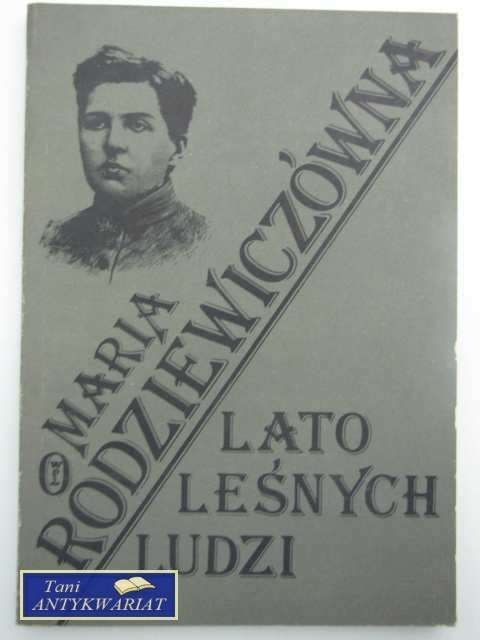 MARIA
RODZIEWICZÓWNA
LATO
LEŚNYCH
LUDZI
Tani
ANTYKWARIAT